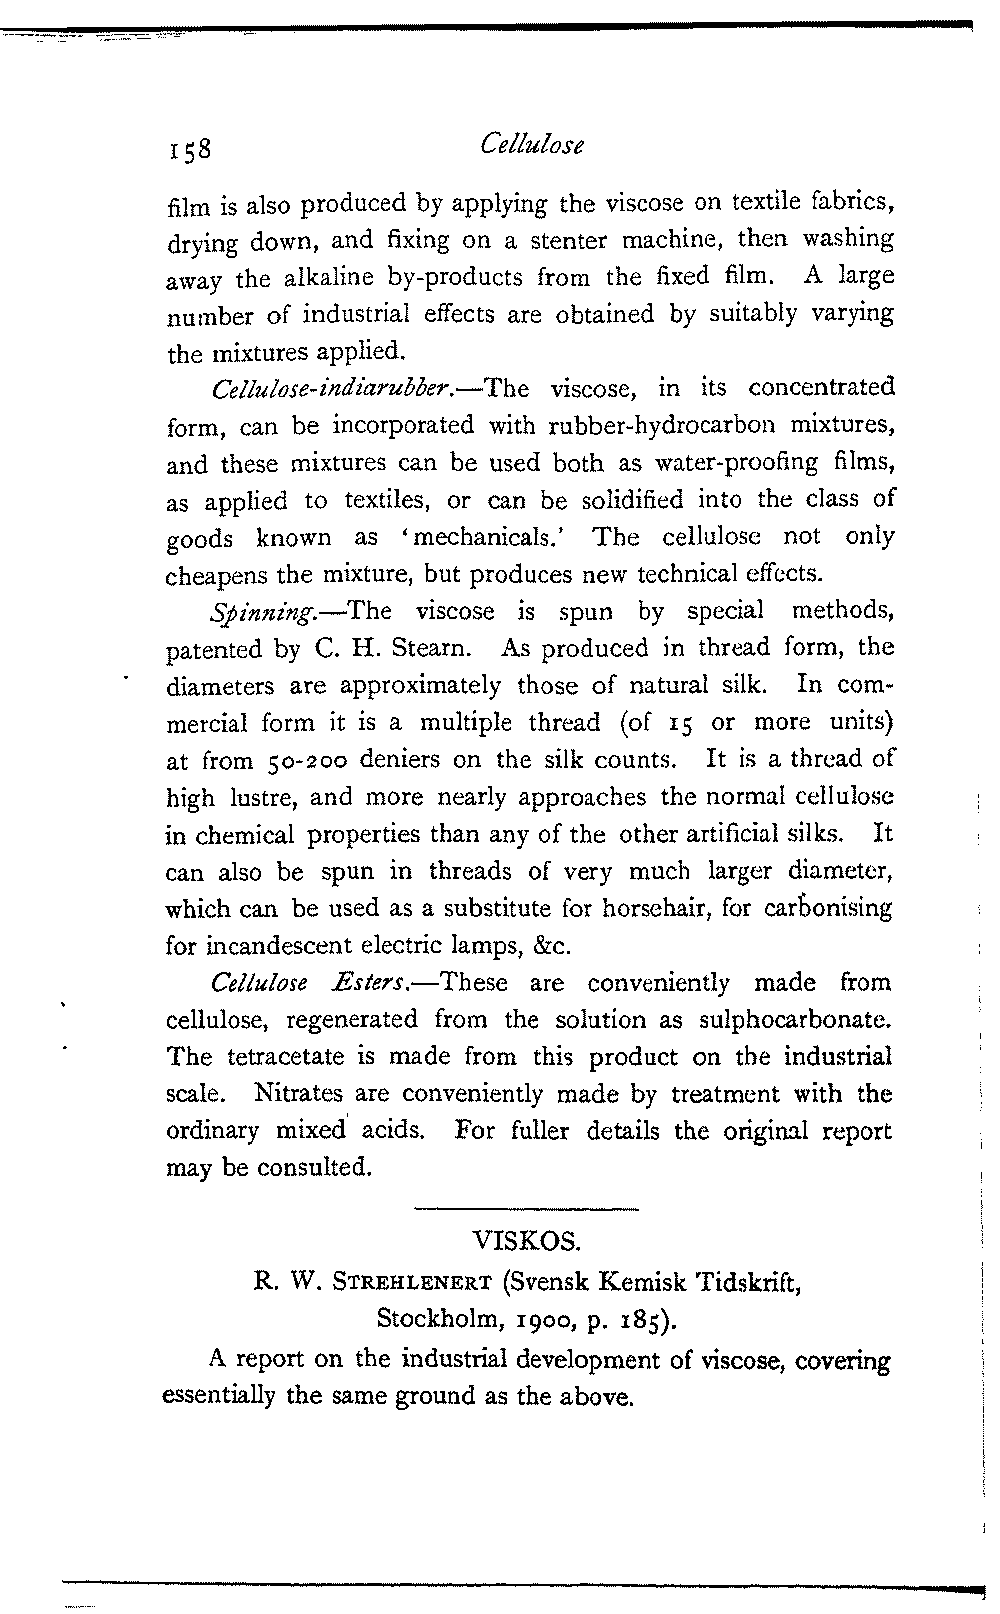 158 Cellulose
film is also produced by applying the viscose on textile fabrics,
drying down, and fixing on a stenter machine, then washing
away the alkaline by-products from the fixed film. A large
number of industrial effects are obtained by suitably varying
the mixtures applied.
Cellulose-indiarubber.—The viscose, in its concentrated
form, can be incorporated with rubber-hydrocarbon mixtures,
and these mixtures can be used both as water-proofing films,
as applied to textiles, or can be solidified into the class of
goods known as ‘mechanicals.’ The cellulose not only
cheapens the mixture, but produces new technical effects.
Spinning.—The viscose is spun by special methods,
patented by C. H. Stearn. As produced in thread form, the
diameters are approximately those of natural silk. In com-
mercial form it is a multiple thread (of 15 or more units)
at from 50-200 deniers on the silk counts. It is a thread of
high lustre, and more nearly approaches the normal cellulose
in chemical properties than any of the other artificial silks. It
can also be spun in threads of very much larger diameter,
which can be used as a substitute for horsehair, for carbonising
for incandescent electric lamps, &c.
Cellulose Esters.—These are conveniently made from
cellulose, regenerated from the solution as sulphocarbonate.
The tetracetate is made from this product on the industrial
scale. Nitrates are conveniently made by treatment with the
ordinary mixed acids. For fuller details the original report
may be consulted.
VISKOS.
R. W. STREHLENERT (Svensk Kemisk Tidskrift,
Stockholm, 1900, p. 185).
A report on the industrial development of viscose, covering
essentially the same ground as the above.